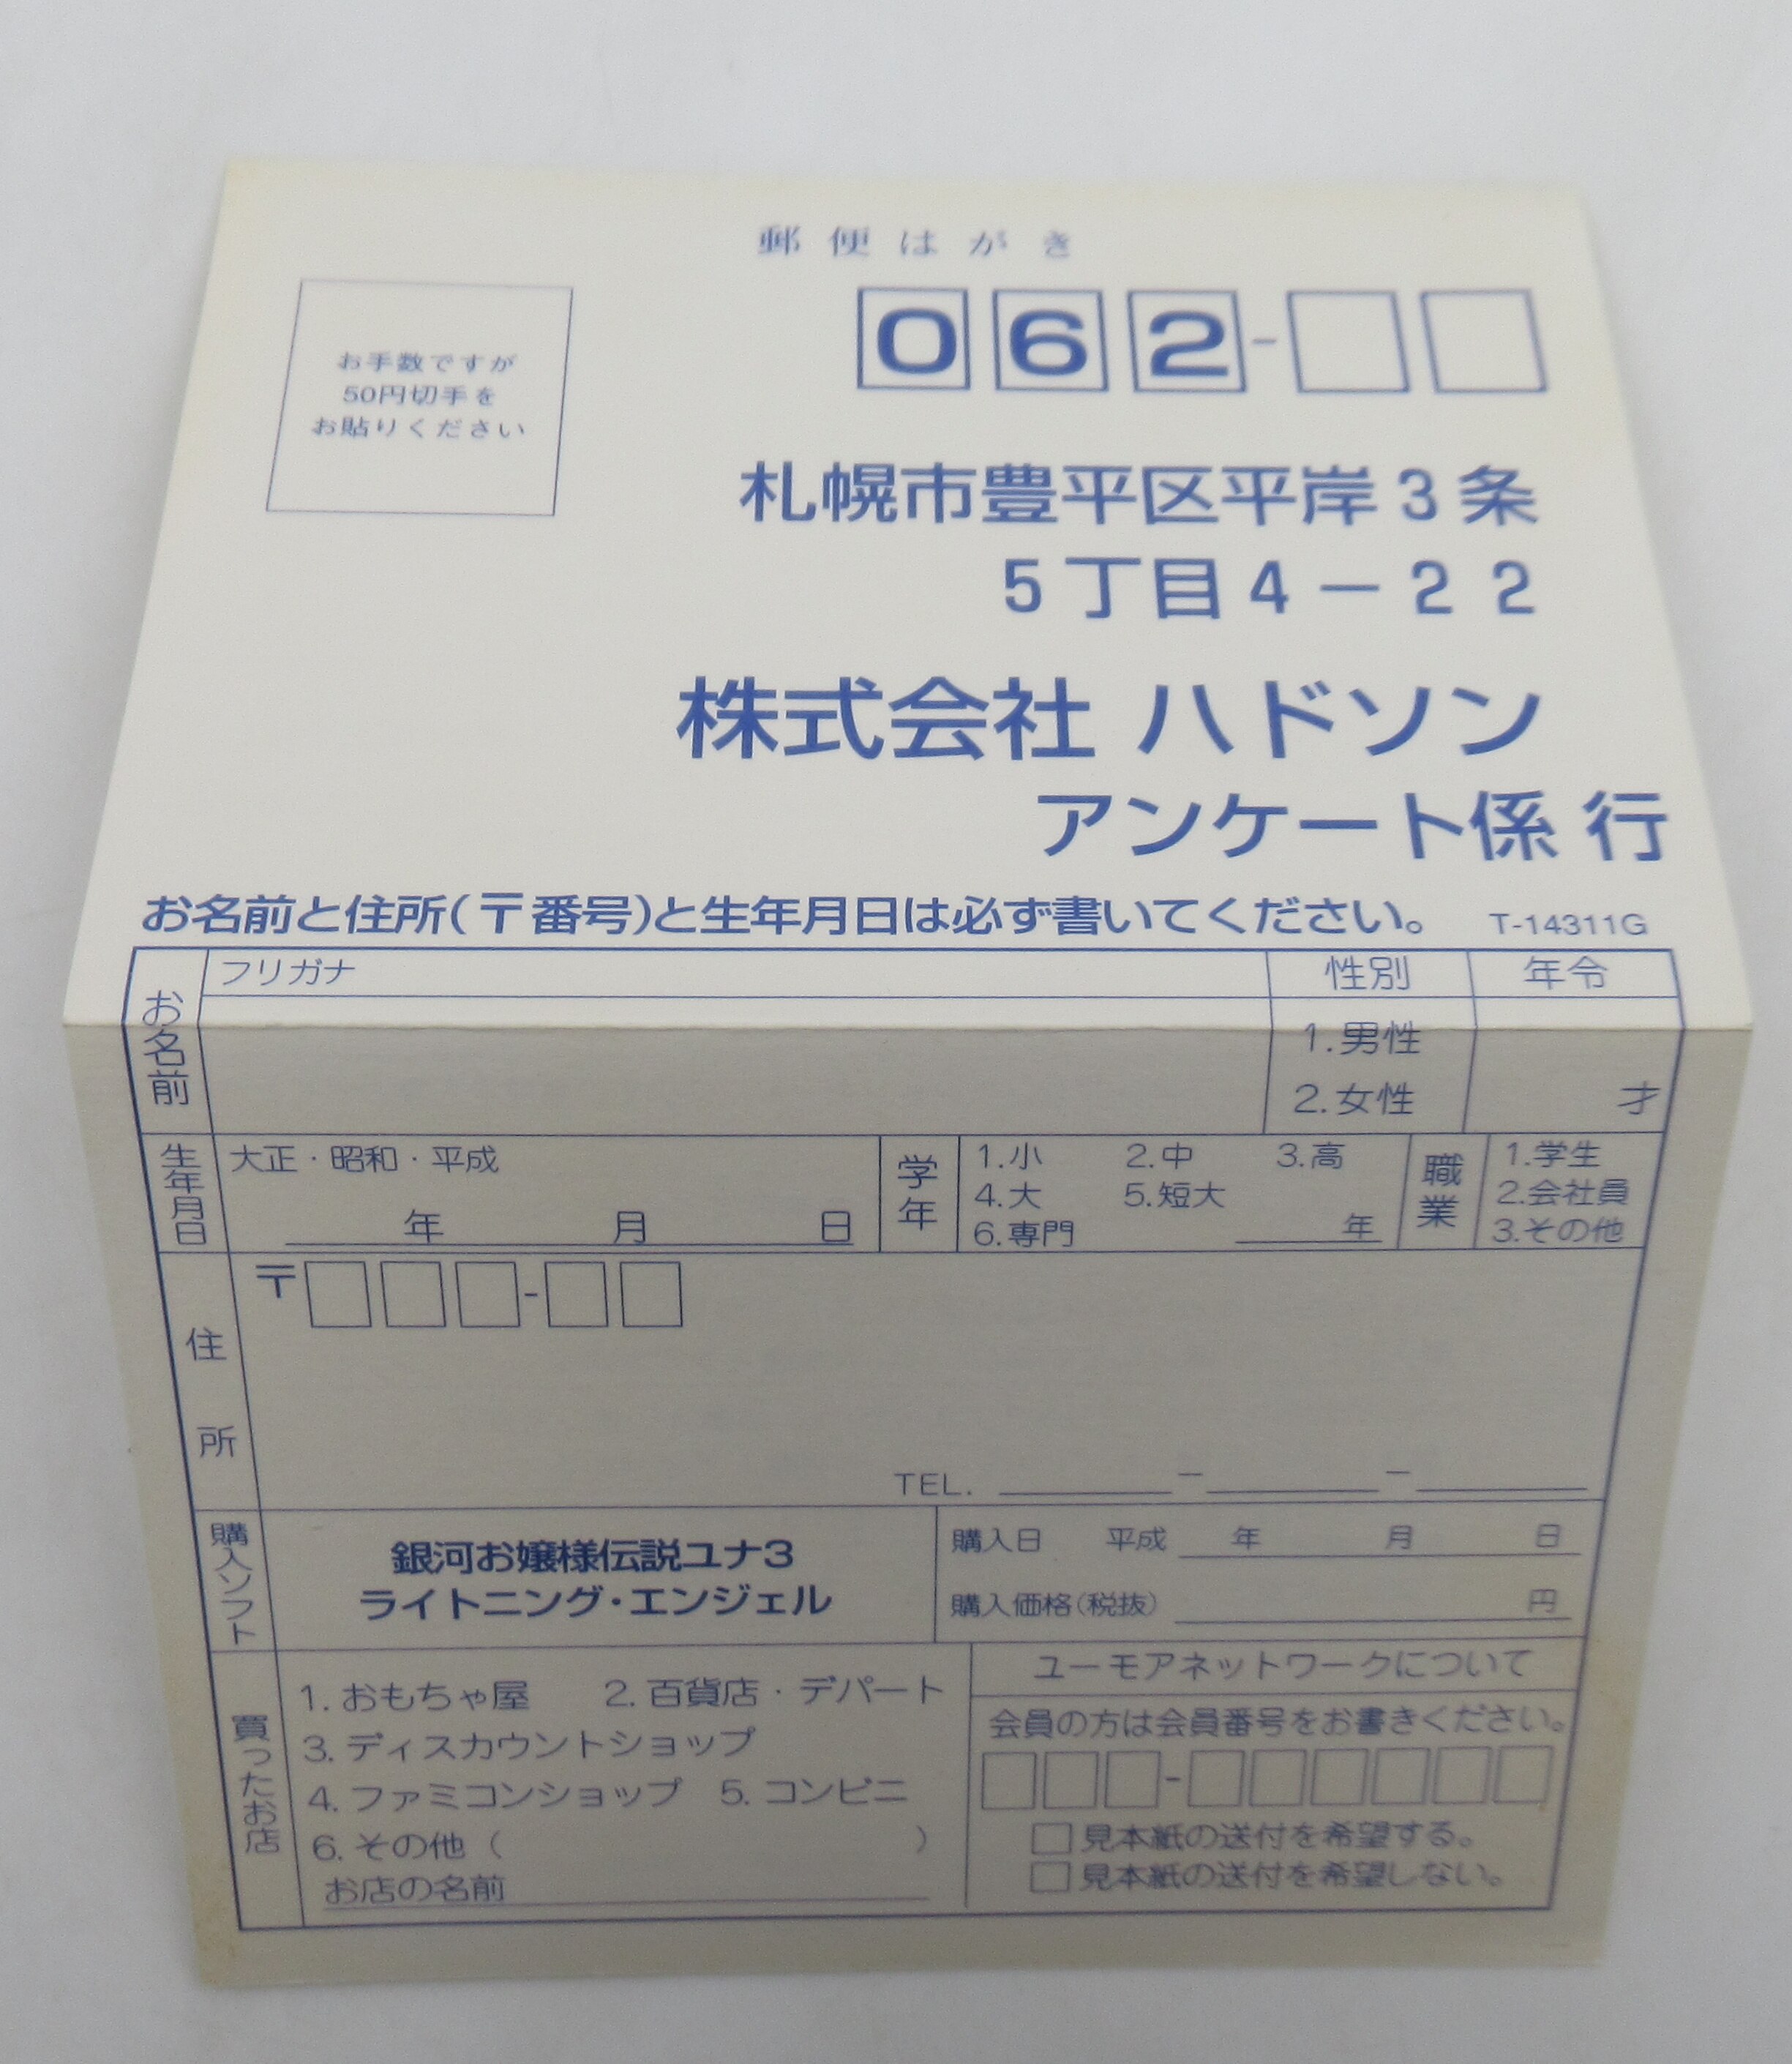 郵便はがき
お手数ですが
50円切手を
お貼りください
062-
札幌市豊平区平岸3条
5丁目4－22
株式会社 ハドソン
アンケート係 行
お名前と住所(〒番号)と生年月日は必ず書いてください。 T-14311G
お名前 フリガナ 性別 年令
1.男性
2.女性 才
生年月日 大正・昭和・平成 学年 1.小 2.中 3.高 職業 1.学生
4.大 5.短大 2.会社員
年 月 日 6.専門 年 3.その他
住所 〒 -
TEL. － －
購入ソフト 銀河お嬢様伝説ユナ3 購入日 平成 年 月 日
ライトニング・エンジェル 購入価格(税抜) 円
買ったお店
1. おもちゃ屋 2. 百貨店・デパート
3. ディスカウントショップ
4. ファミコンショップ 5. コンビニ
6. その他 ( )
お店の名前
ユーモアネットワークについて
会員の方は会員番号をお書きください。
-
□見本紙の送付を希望する。
□見本紙の送付を希望しない。